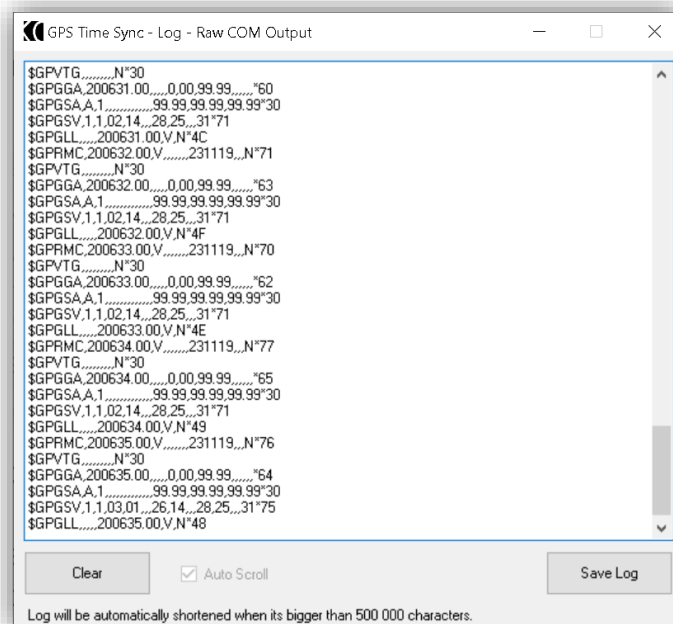 GPS Time Sync - Log - Raw COM Output
$GPVTG,,,,,,,,,N*30
$GPGGA,200631.00,,,,,0,00,99.99,,,,,,*60
$GPGSA,A,1,,,,,,,,,,,,,99.99,99.99,99.99*30
$GPGSV,1,1,02,14,,,28,25,,,31*71
$GPGLL,,,,,200631.00,V,N*4C
$GPRMC,200632.00,V,,,,,,,231119,,,N*71
$GPVTG,,,,,,,,,N*30
$GPGGA,200632.00,,,,,0,00,99.99,,,,,,*63
$GPGSA,A,1,,,,,,,,,,,,,99.99,99.99,99.99*30
$GPGSV,1,1,02,14,,,28,25,,,31*71
$GPGLL,,,,,200632.00,V,N*4F
$GPRMC,200633.00,V,,,,,,,231119,,,N*70
$GPVTG,,,,,,,,,N*30
$GPGGA,200633.00,,,,,0,00,99.99,,,,,,*62
$GPGSA,A,1,,,,,,,,,,,,,99.99,99.99,99.99*30
$GPGSV,1,1,02,14,,,28,25,,,31*71
$GPGLL,,,,,200633.00,V,N*4E
$GPRMC,200634.00,V,,,,,,,231119,,,N*77
$GPVTG,,,,,,,,,N*30
$GPGGA,200634.00,,,,,0,00,99.99,,,,,,*65
$GPGSA,A,1,,,,,,,,,,,,,99.99,99.99,99.99*30
$GPGSV,1,1,02,14,,,28,25,,,31*71
$GPGLL,,,,,200634.00,V,N*49
$GPRMC,200635.00,V,,,,,,,231119,,,N*76
$GPVTG,,,,,,,,,N*30
$GPGGA,200635.00,,,,,0,00,99.99,,,,,,*64
$GPGSA,A,1,,,,,,,,,,,,,99.99,99.99,99.99*30
$GPGSV,1,1,03,01,,,26,14,,,28,25,,,31*75
$GPGLL,,,,,200635.00,V,N*48
Clear
Auto Scroll
Save Log
Log will be automatically shortened when its bigger than 500 000 characters.